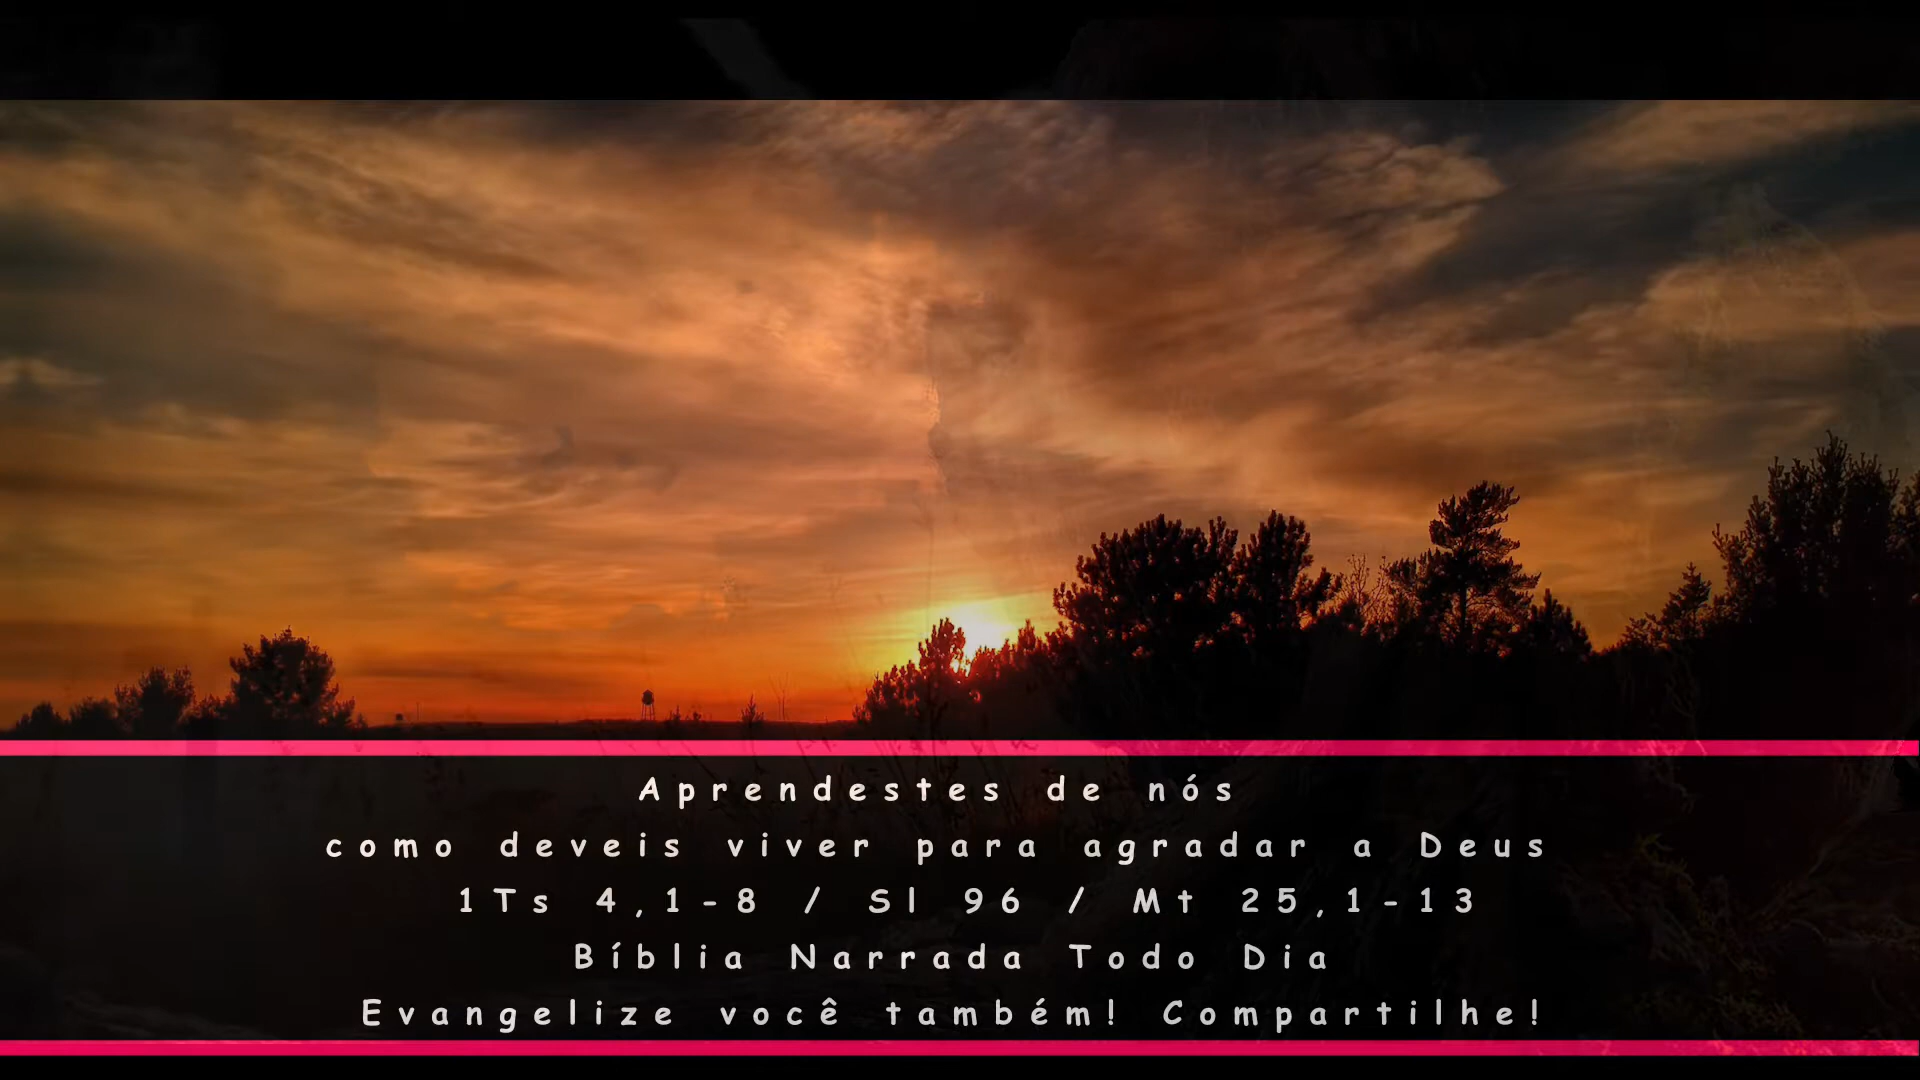 Aprendestes de nós
como deveis viver para agradar a Deus
1Ts 4,1-8 / Sl 96 / Mt 25,1-13
Bíblia Narrada Todo Dia
Evangelize você também! Compartilhe!